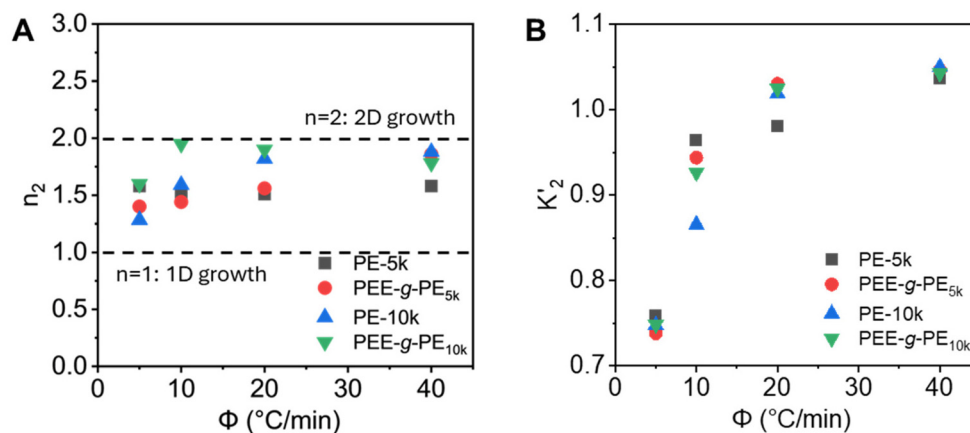 A
3.0
2.5
2.0
1.5
1.0
0.5
0.0
n₂
n=2: 2D growth
n=1: 1D growth
PE-5k
PEE-g-PE₅ₖ
PE-10k
PEE-g-PE₁₀ₖ
0 10 20 30 40
Φ (°C/min)
B
1.1
1.0
0.9
0.8
0.7
K'₂
PE-5k
PEE-g-PE₅ₖ
PE-10k
PEE-g-PE₁₀ₖ
0 10 20 30 40
Φ (°C/min)